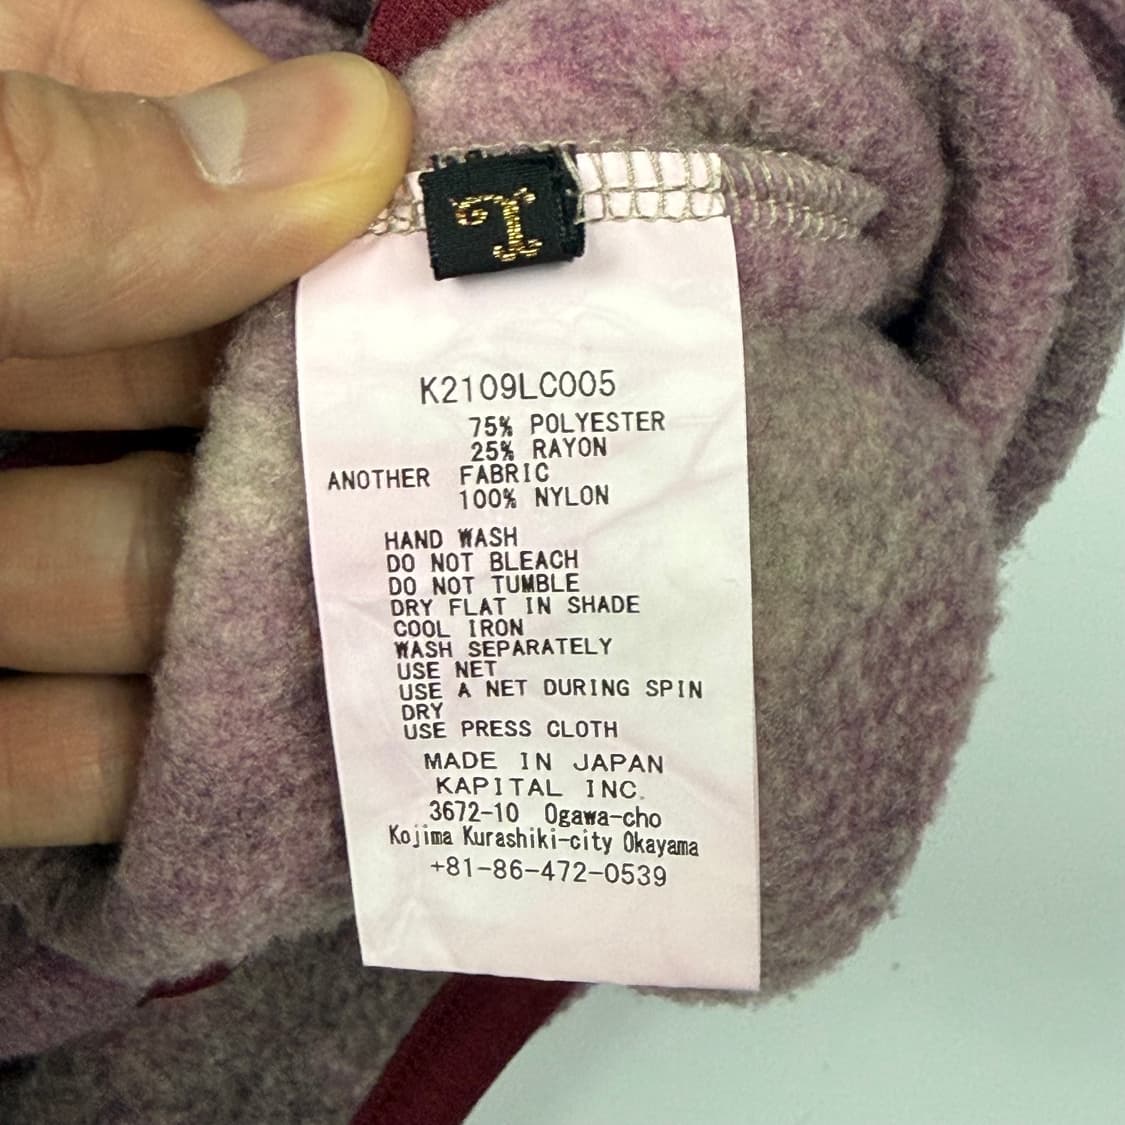 L
K2109LC005
75% POLYESTER
25% RAYON
ANOTHER FABRIC
100% NYLON
HAND WASH
DO NOT BLEACH
DO NOT TUMBLE
DRY FLAT IN SHADE
COOL IRON
WASH SEPARATELY
USE NET
USE A NET DURING SPIN
DRY
USE PRESS CLOTH
MADE IN JAPAN
KAPITAL INC.
3672-10 Ogawa-cho
Kojima Kurashiki-city Okayama
+81-86-472-0539